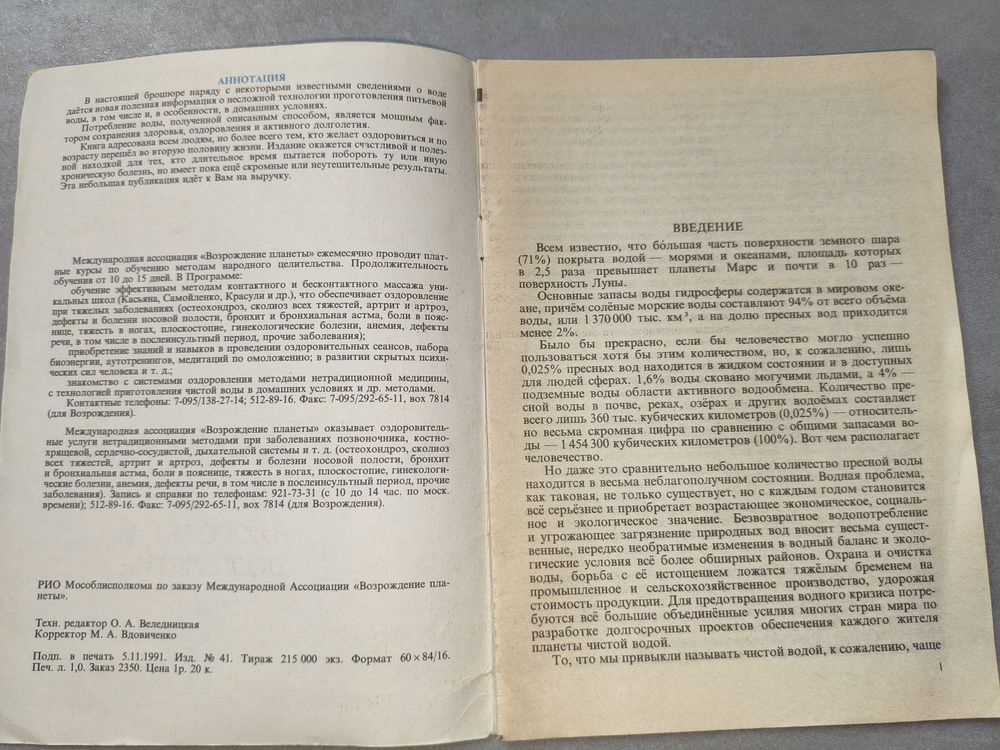 АННОТАЦИЯ
В настоящей брошюре наряду с некоторыми известными сведениями о воде
даётся новая полезная информация о несложной технологии проготовления питьевой
воды, в том числе и, в особенности, в домашних условиях.
Потребление воды, полученной описанным способом, является мощным фак-
тором сохранения здоровья, оздоровления и активного долголетия.
Книга адресована всем людям, но более всего тем, кто желает оздоровиться и по
возрасту перешёл во вторую половину жизни. Издание окажется счастливой и полез-
ной находкой для тех, кто длительное время пытается побороть ту или иную
хроническую болезнь, но имеет пока ещё скромные или неутешительные результаты.
Эта небольшая публикация идёт к Вам на выручку.
Международная ассоциация «Возрождение планеты» ежемесячно проводит плат-
ные курсы по обучению методам народного целительства. Продолжительность
обучения от 10 до 15 дней. В Программе:
обучение эффективным методам контактного и бесконтактного массажа уни-
кальных школ (Касьяна, Самойленко, Красули и др.), что обеспечивает оздоровление
при тяжелых заболеваниях (остеохондроз, сколиоз всех тяжестей, артрит и артроз,
дефекты и болезни носовой полости, бронхит и бронхиальная астма, боли в пояс-
нице, тяжесть в ногах, плоскостопие, гинекологические болезни, анемия, дефекты
речи, в том числе в послеинсультный период, прочие заболевания);
приобретение знаний и навыков в проведении оздоровительных сеансов, набора
биоэнергии, аутотренингов, медитаций по омоложению; в развитии скрытых психи-
ческих сил человека и т. д.;
знакомство с системами оздоровления методами нетрадиционной медицины,
с технологией приготовления чистой воды в домашних условиях и др. методами.
Контактные телефоны: 7-095/138-27-14; 512-89-16. Факс: 7-095/292-65-11, вох 7814
(для Возрождения).
Международная ассоциация «Возрождение планеты» оказывает оздоровитель-
ные услуги нетрадиционными методами при заболеваниях позвоночника, костно-
хрящевой, сердечно-сосудистой, дыхательной системы и т. д. (остеохондроз, сколиоз
всех тяжестей, артрит и артроз, дефекты и болезни носовой полости, бронхит
и бронхиальная астма, боли в пояснице, тяжесть в ногах, плоскостопие, гинекологи-
ческие болезни, анемия, дефекты речи, в том числе в послеинсультный период, прочие
заболевания). Запись и справки по телефонам: 921-73-31 (с 10 до 14 час. по моск.
времени); 512-89-16. Факс: 7-095/292-65-11, вох 7814 (для Возрождения).
РИО Мособлисполкома по заказу Международной Ассоциации «Возрождение пла-
неты».
Техн. редактор О. А. Веледницкая
Корректор М. А. Вдовиченко
Подп. в печать 5.11.1991. Изд. № 41. Тираж 215 000 экз. Формат 60×84/16.
Печ. л. 1,0. Заказ 2350. Цена 1р. 20 к.
ВВЕДЕНИЕ
Всем известно, что бо́льшая часть поверхности земного шара
(71%) покрыта водой — морями и океанами, площадь которых
в 2,5 раза превышает планеты Марс и почти в 10 раз —
поверхность Луны.
Основные запасы воды гидросферы содержатся в мировом оке-
ане, причём солёные морские воды составляют 94% от всего объёма
воды, или 1 370 000 тыс. км³, а на долю пресных вод приходится
менее 2%.
Было бы прекрасно, если бы человечество могло успешно
пользоваться хотя бы этим количеством, но, к сожалению, лишь
0,025% пресных вод находится в жидком состоянии и в доступных
для людей сферах. 1,6% воды сковано могучими льдами, а 4% —
подземные воды области активного водообмена. Количество пре-
сной воды в почве, реках, озёрах и других водоёмах составляет
всего лишь 360 тыс. кубических километров (0,025%) — относитель-
но весьма скромная цифра по сравнению с общими запасами во-
ды — 1 454 300 кубических километров (100%). Вот чем располагает
человечество.
Но даже это сравнительно небольшое количество пресной воды
находится в весьма неблагополучном состоянии. Водная проблема,
как таковая, не только существует, но с каждым годом становится
всё серьёзнее и приобретает возрастающее экономическое, социаль-
ное и экологическое значение. Безвозвратное водопотребление
и угрожающее загрязнение природных вод вносит весьма сущест-
венные, нередко необратимые изменения в водный баланс и эколо-
гические условия всё более обширных районов. Охрана и очистка
воды, борьба с её истощением ложатся тяжёлым бременем на
промышленное и сельскохозяйственное производство, удорожая
стоимость продукции. Для предотвращения водного кризиса потре-
буются всё большие объединённые усилия многих стран мира по
разработке долгосрочных проектов обеспечения каждого жителя
планеты чистой водой.
То, что мы привыкли называть чистой водой, к сожалению, чаще
1